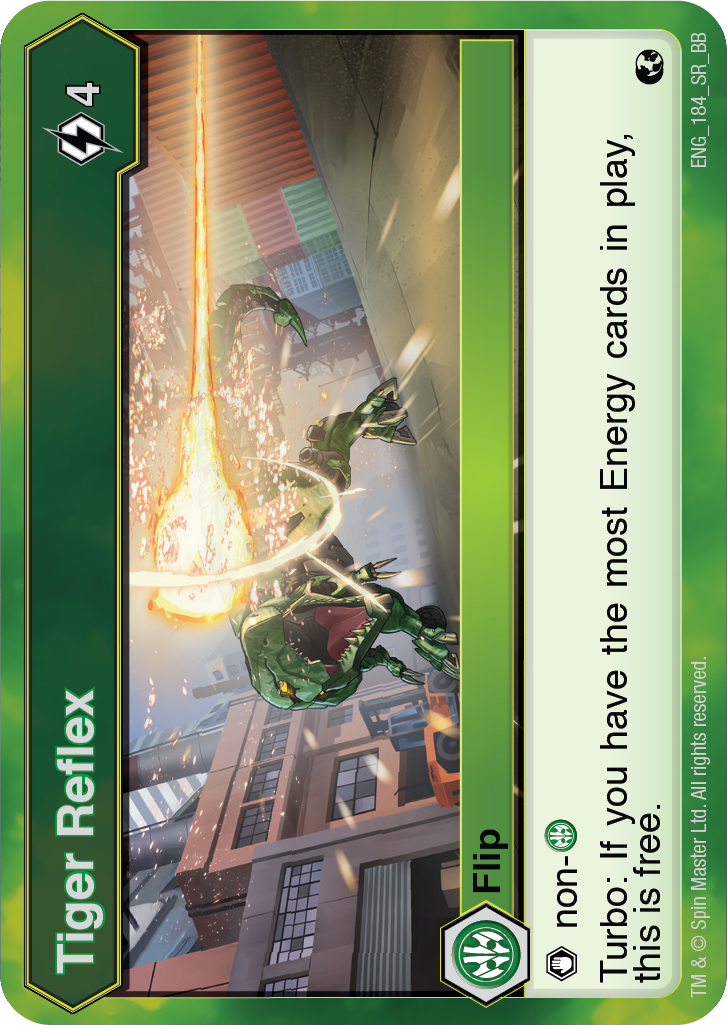 Tiger Reflex
4
Flip
non-
Turbo: If you have the most Energy cards in play,
this is free.
TM & © Spin Master Ltd. All rights reserved.
ENG_184_SR_BB